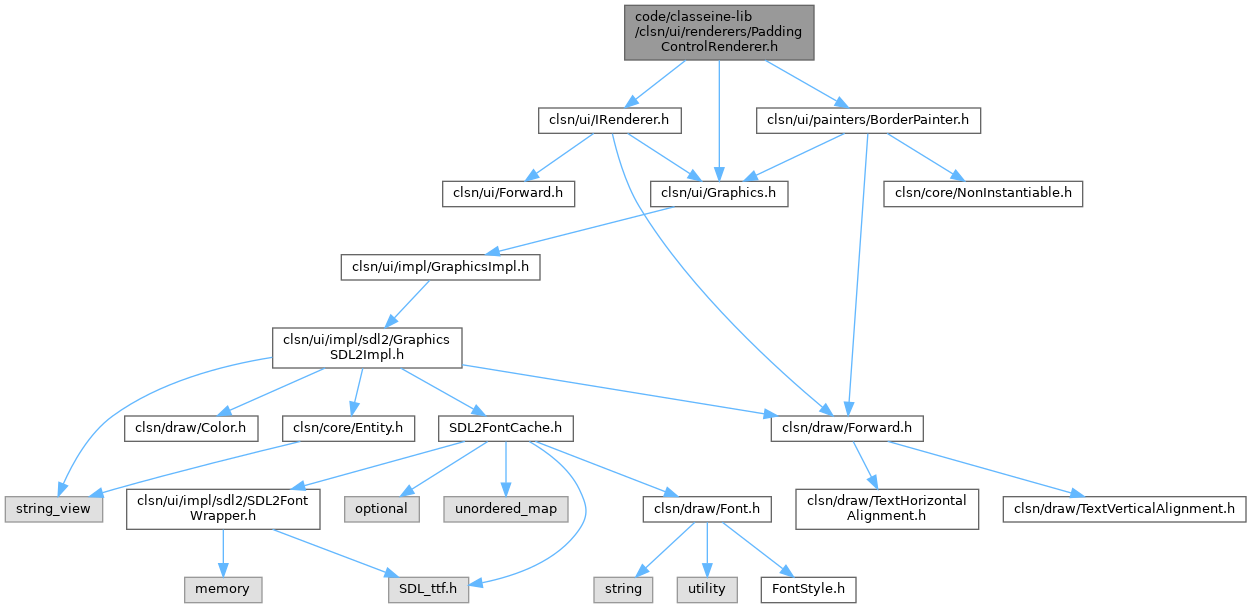 code/classeine-lib
/clsn/ui/renderers/Padding
ControlRenderer.h
clsn/ui/IRenderer.h
clsn/ui/painters/BorderPainter.h
clsn/ui/Forward.h
clsn/ui/Graphics.h
clsn/core/NonInstantiable.h
clsn/ui/impl/GraphicsImpl.h
clsn/ui/impl/sdl2/Graphics
SDL2Impl.h
clsn/draw/Color.h
clsn/core/Entity.h
SDL2FontCache.h
clsn/draw/Forward.h
string_view
clsn/ui/impl/sdl2/SDL2Font
Wrapper.h
optional
unordered_map
clsn/draw/Font.h
clsn/draw/TextHorizontal
Alignment.h
clsn/draw/TextVerticalAlignment.h
memory
SDL_ttf.h
string
utility
FontStyle.h